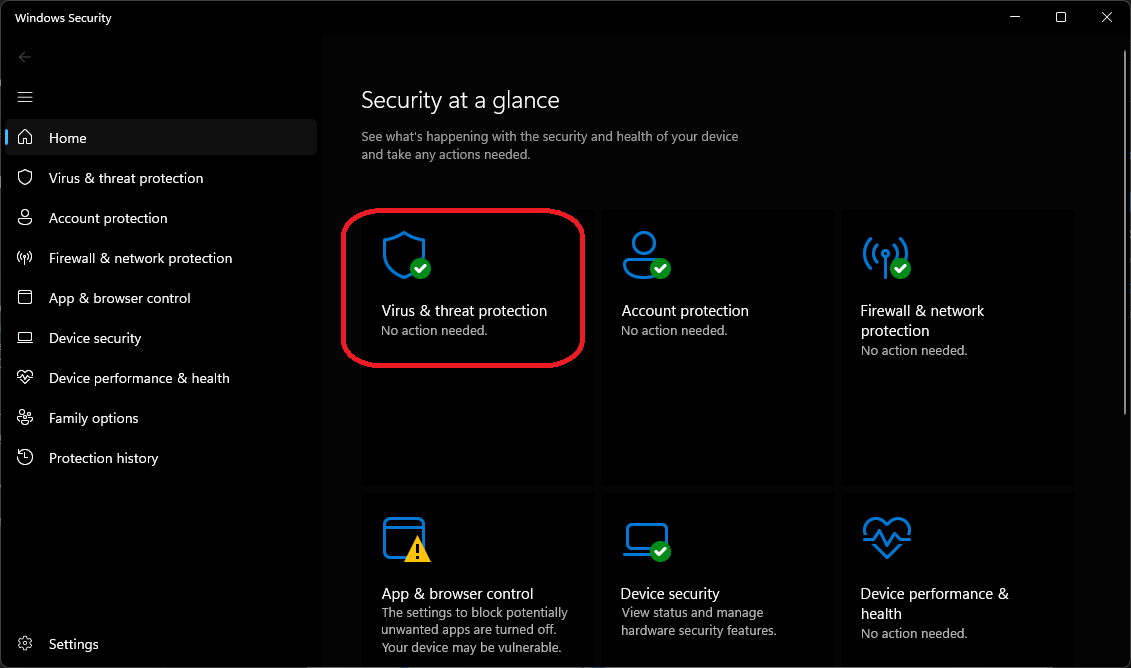 Windows Security
Home
Virus & threat protection
Account protection
Firewall & network protection
App & browser control
Device security
Device performance & health
Family options
Protection history
Settings
Security at a glance
See what's happening with the security and health of your device
and take any actions needed.
Virus & threat protection
No action needed.
Account protection
No action needed.
Firewall & network
protection
No action needed.
App & browser control
The settings to block potentially
unwanted apps are turned off.
Your device may be vulnerable.
Device security
View status and manage
hardware security features.
Device performance &
health
No action needed.